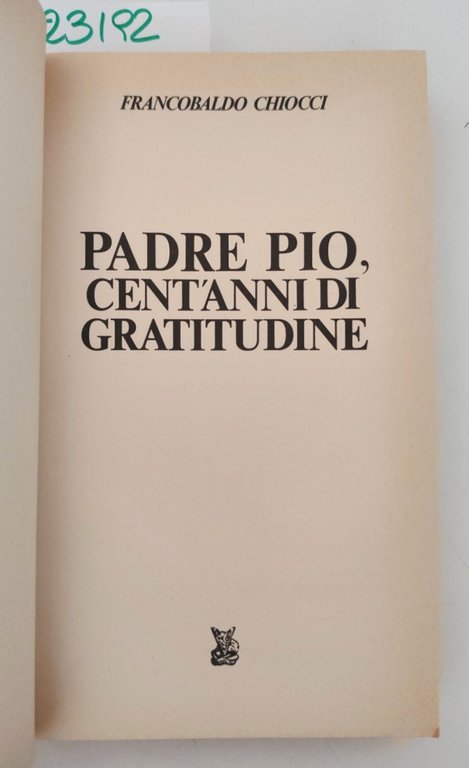 23192
FRANCOBALDO CHIOCCI
PADRE PIO,
CENT'ANNI DI
GRATITUDINE